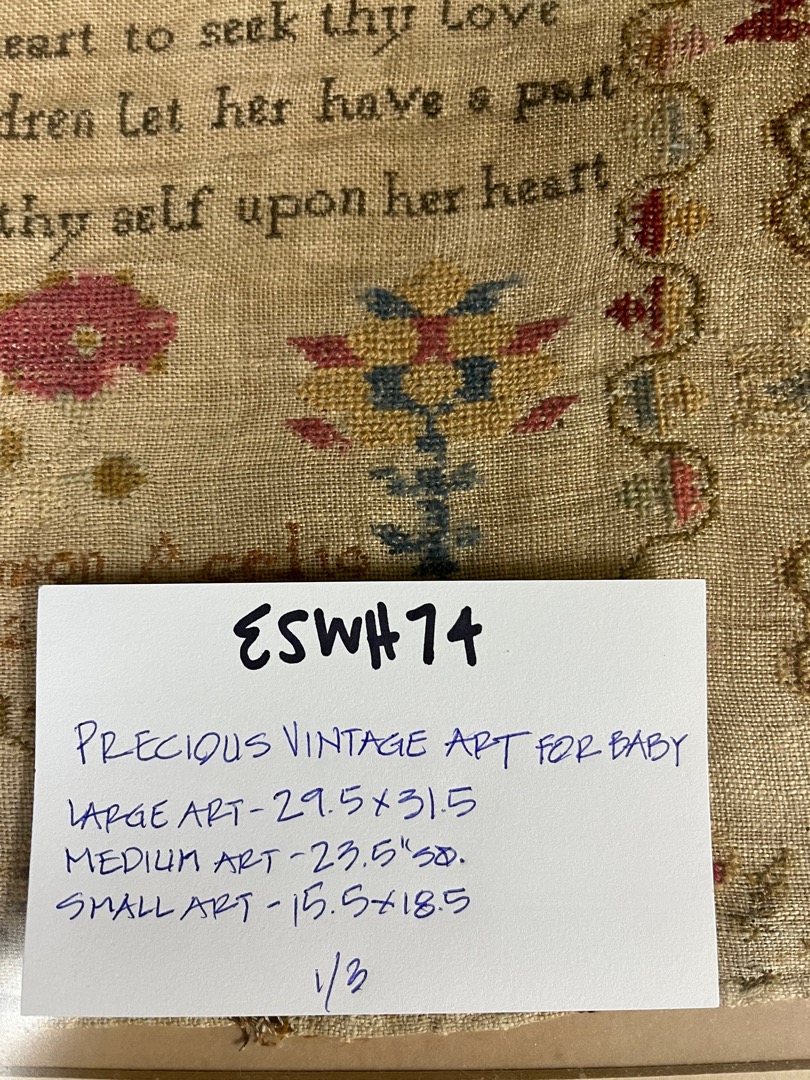 eart to seek thy Love
dren Let her have a part
thy self upon her heart
ESWH74
PRECIOUS VINTAGE ART FOR BABY
LARGE ART - 29.5 X 31.5
MEDIUM ART - 23.5" SQ.
SMALL ART - 15.5 X 18.5
1/3